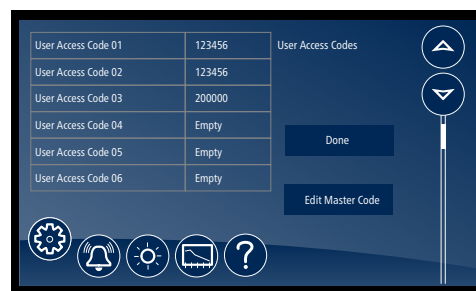 User Access Code 01 123456 User Access Codes
User Access Code 02 123456
User Access Code 03 200000
User Access Code 04 Empty
User Access Code 05 Empty
User Access Code 06 Empty
Done
Edit Master Code
?